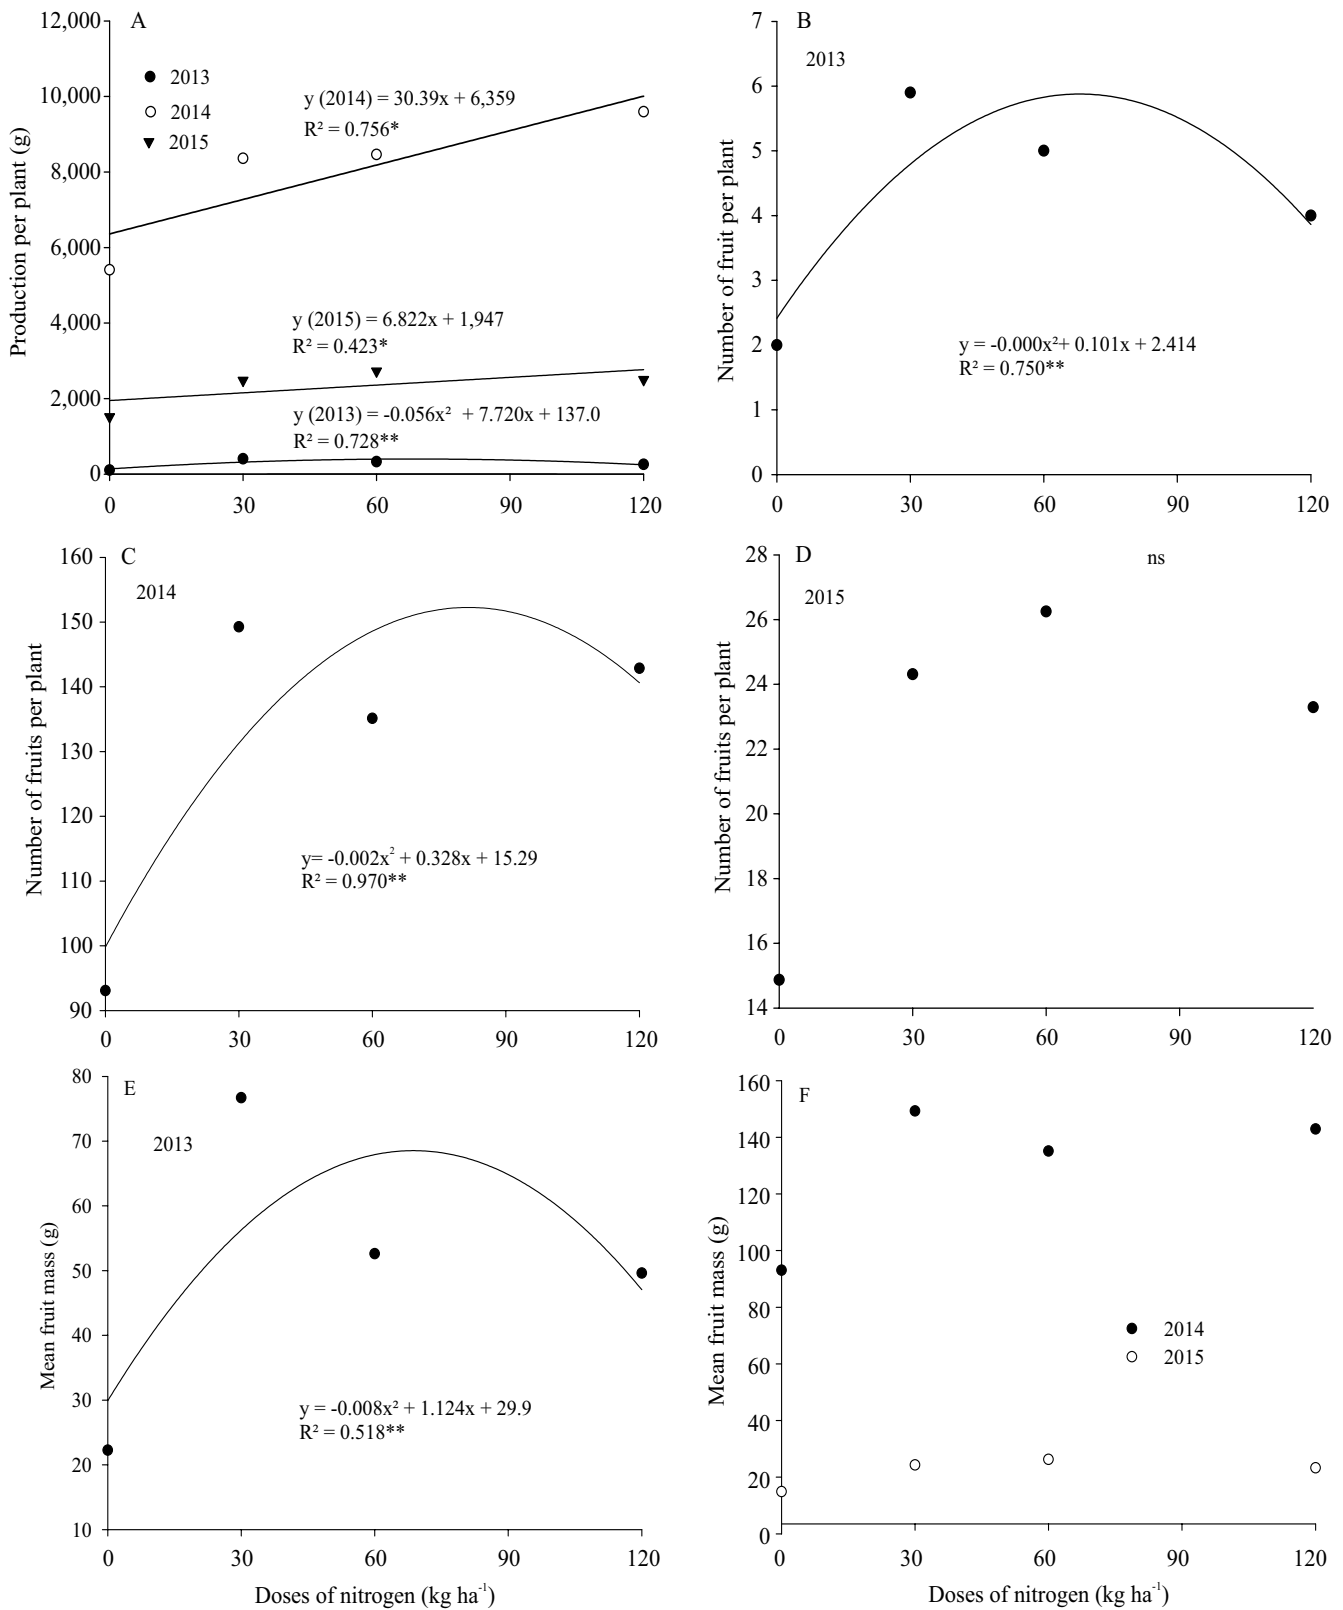 A
12,000
10,000
8,000
6,000
4,000
2,000
0
Production per plant (g)
2013
2014
2015
y (2014) = 30.39x + 6,359
R² = 0.756*
y (2015) = 6.822x + 1,947
R² = 0.423*
y (2013) = -0.056x² + 7.720x + 137.0
R² = 0.728**
0 30 60 90 120
B
2013
7
6
5
4
3
2
1
0
Number of fruit per plant
y = -0.000x²+ 0.101x + 2.414
R² = 0.750**
0 30 60 90 120
C
2014
160
150
140
130
120
110
100
90
Number of fruits per plant
y= -0.002x² + 0.328x + 15.29
R² = 0.970**
0 30 60 90 120
D
ns
2015
28
26
24
22
20
18
16
14
Number of fruits per plant
0 30 60 90 120
E
2013
80
70
60
50
40
30
20
10
Mean fruit mass (g)
y = -0.008x² + 1.124x + 29.9
R² = 0.518**
0 30 60 90 120
Doses of nitrogen (kg ha⁻¹)
F
160
140
120
100
80
60
40
20
0
Mean fruit mass (g)
2014
2015
0 30 60 90 120
Doses of nitrogen (kg ha⁻¹)